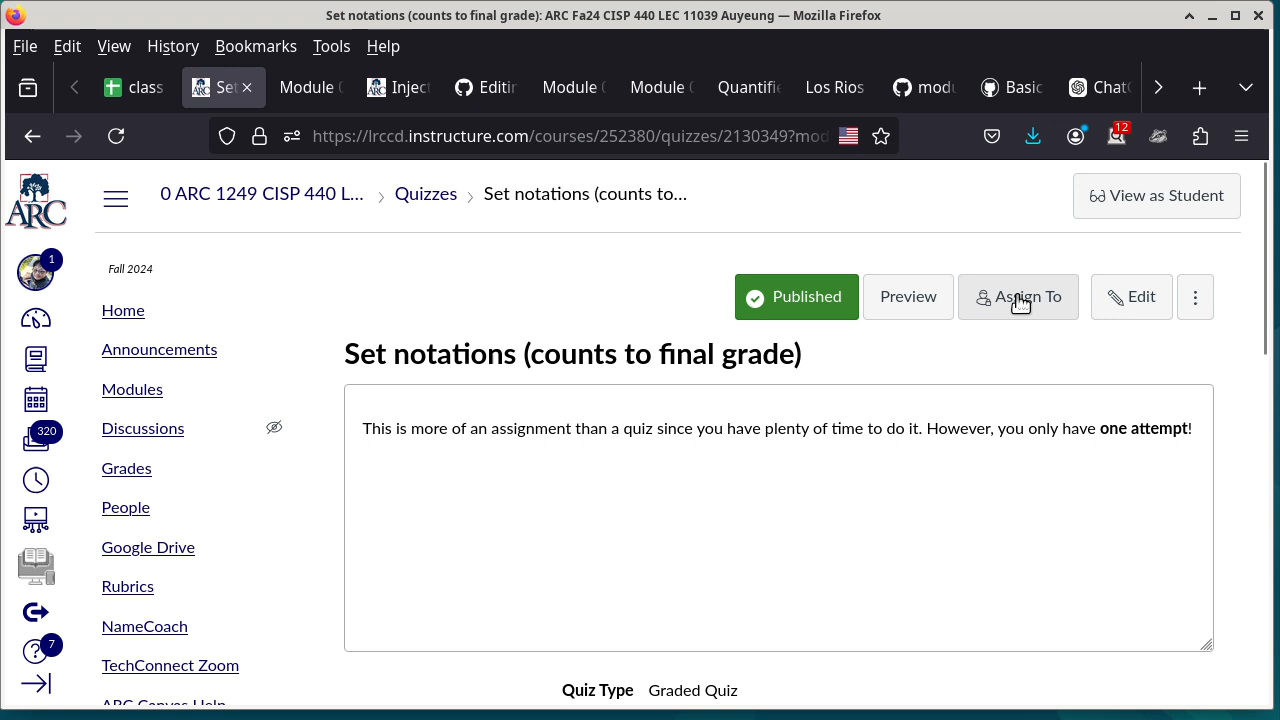 Set notations (counts to final grade): ARC Fa24 CISP 440 LEC 11039 Auyeung — Mozilla Firefox
File Edit View History Bookmarks Tools Help
class Set Module Inject Editin Module Module Quantifi Los Rios modu Basic Chat
https://lrccd.instructure.com/courses/252380/quizzes/2130349?mod
12
ARC
0 ARC 1249 CISP 440 L... › Quizzes › Set notations (counts to...
View as Student
1
Fall 2024
Published Preview Assign To Edit
Home
Set notations (counts to final grade)
Announcements
Modules
This is more of an assignment than a quiz since you have plenty of time to do it. However, you only have one attempt!
Discussions
320
Grades
People
Google Drive
Rubrics
NameCoach
7
TechConnect Zoom
Quiz Type Graded Quiz
ARC Canvas Help